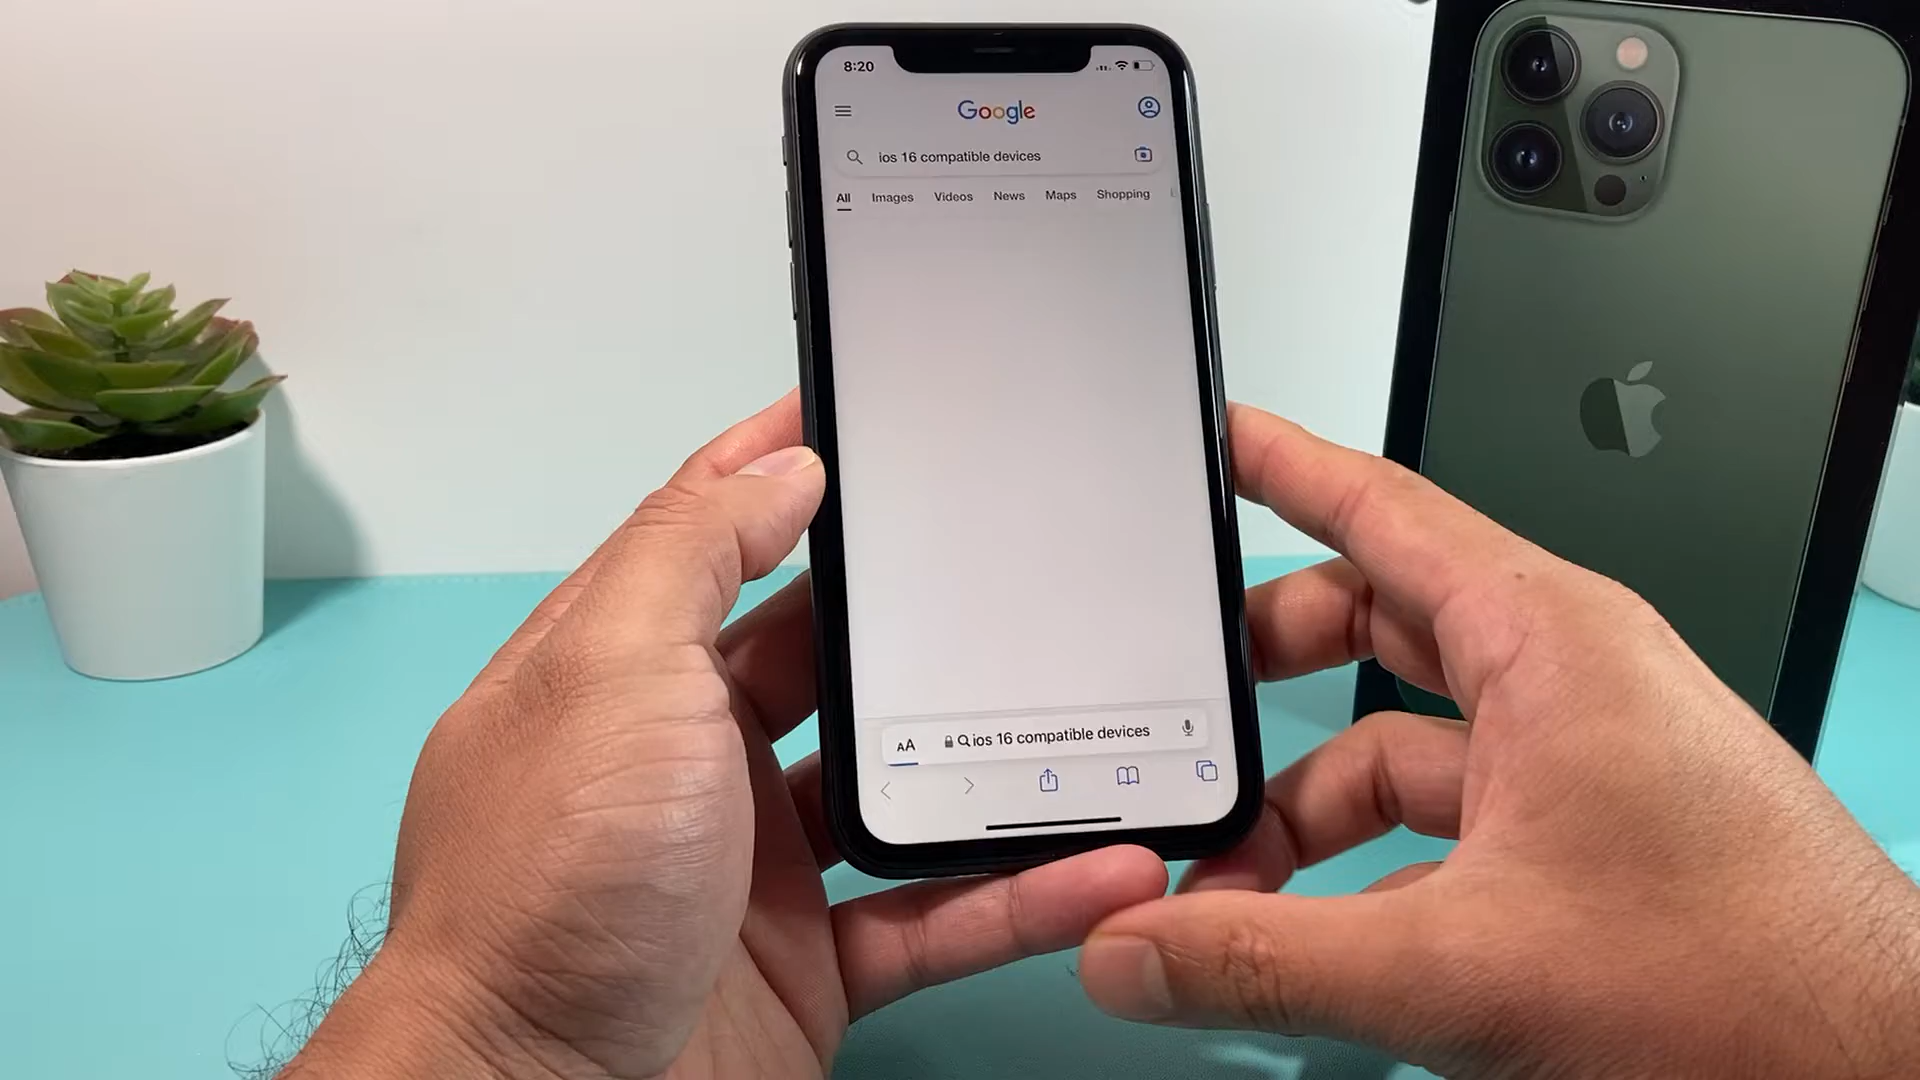 8:20
Google
ios 16 compatible devices
All Images Videos News Maps Shopping
AA ios 16 compatible devices